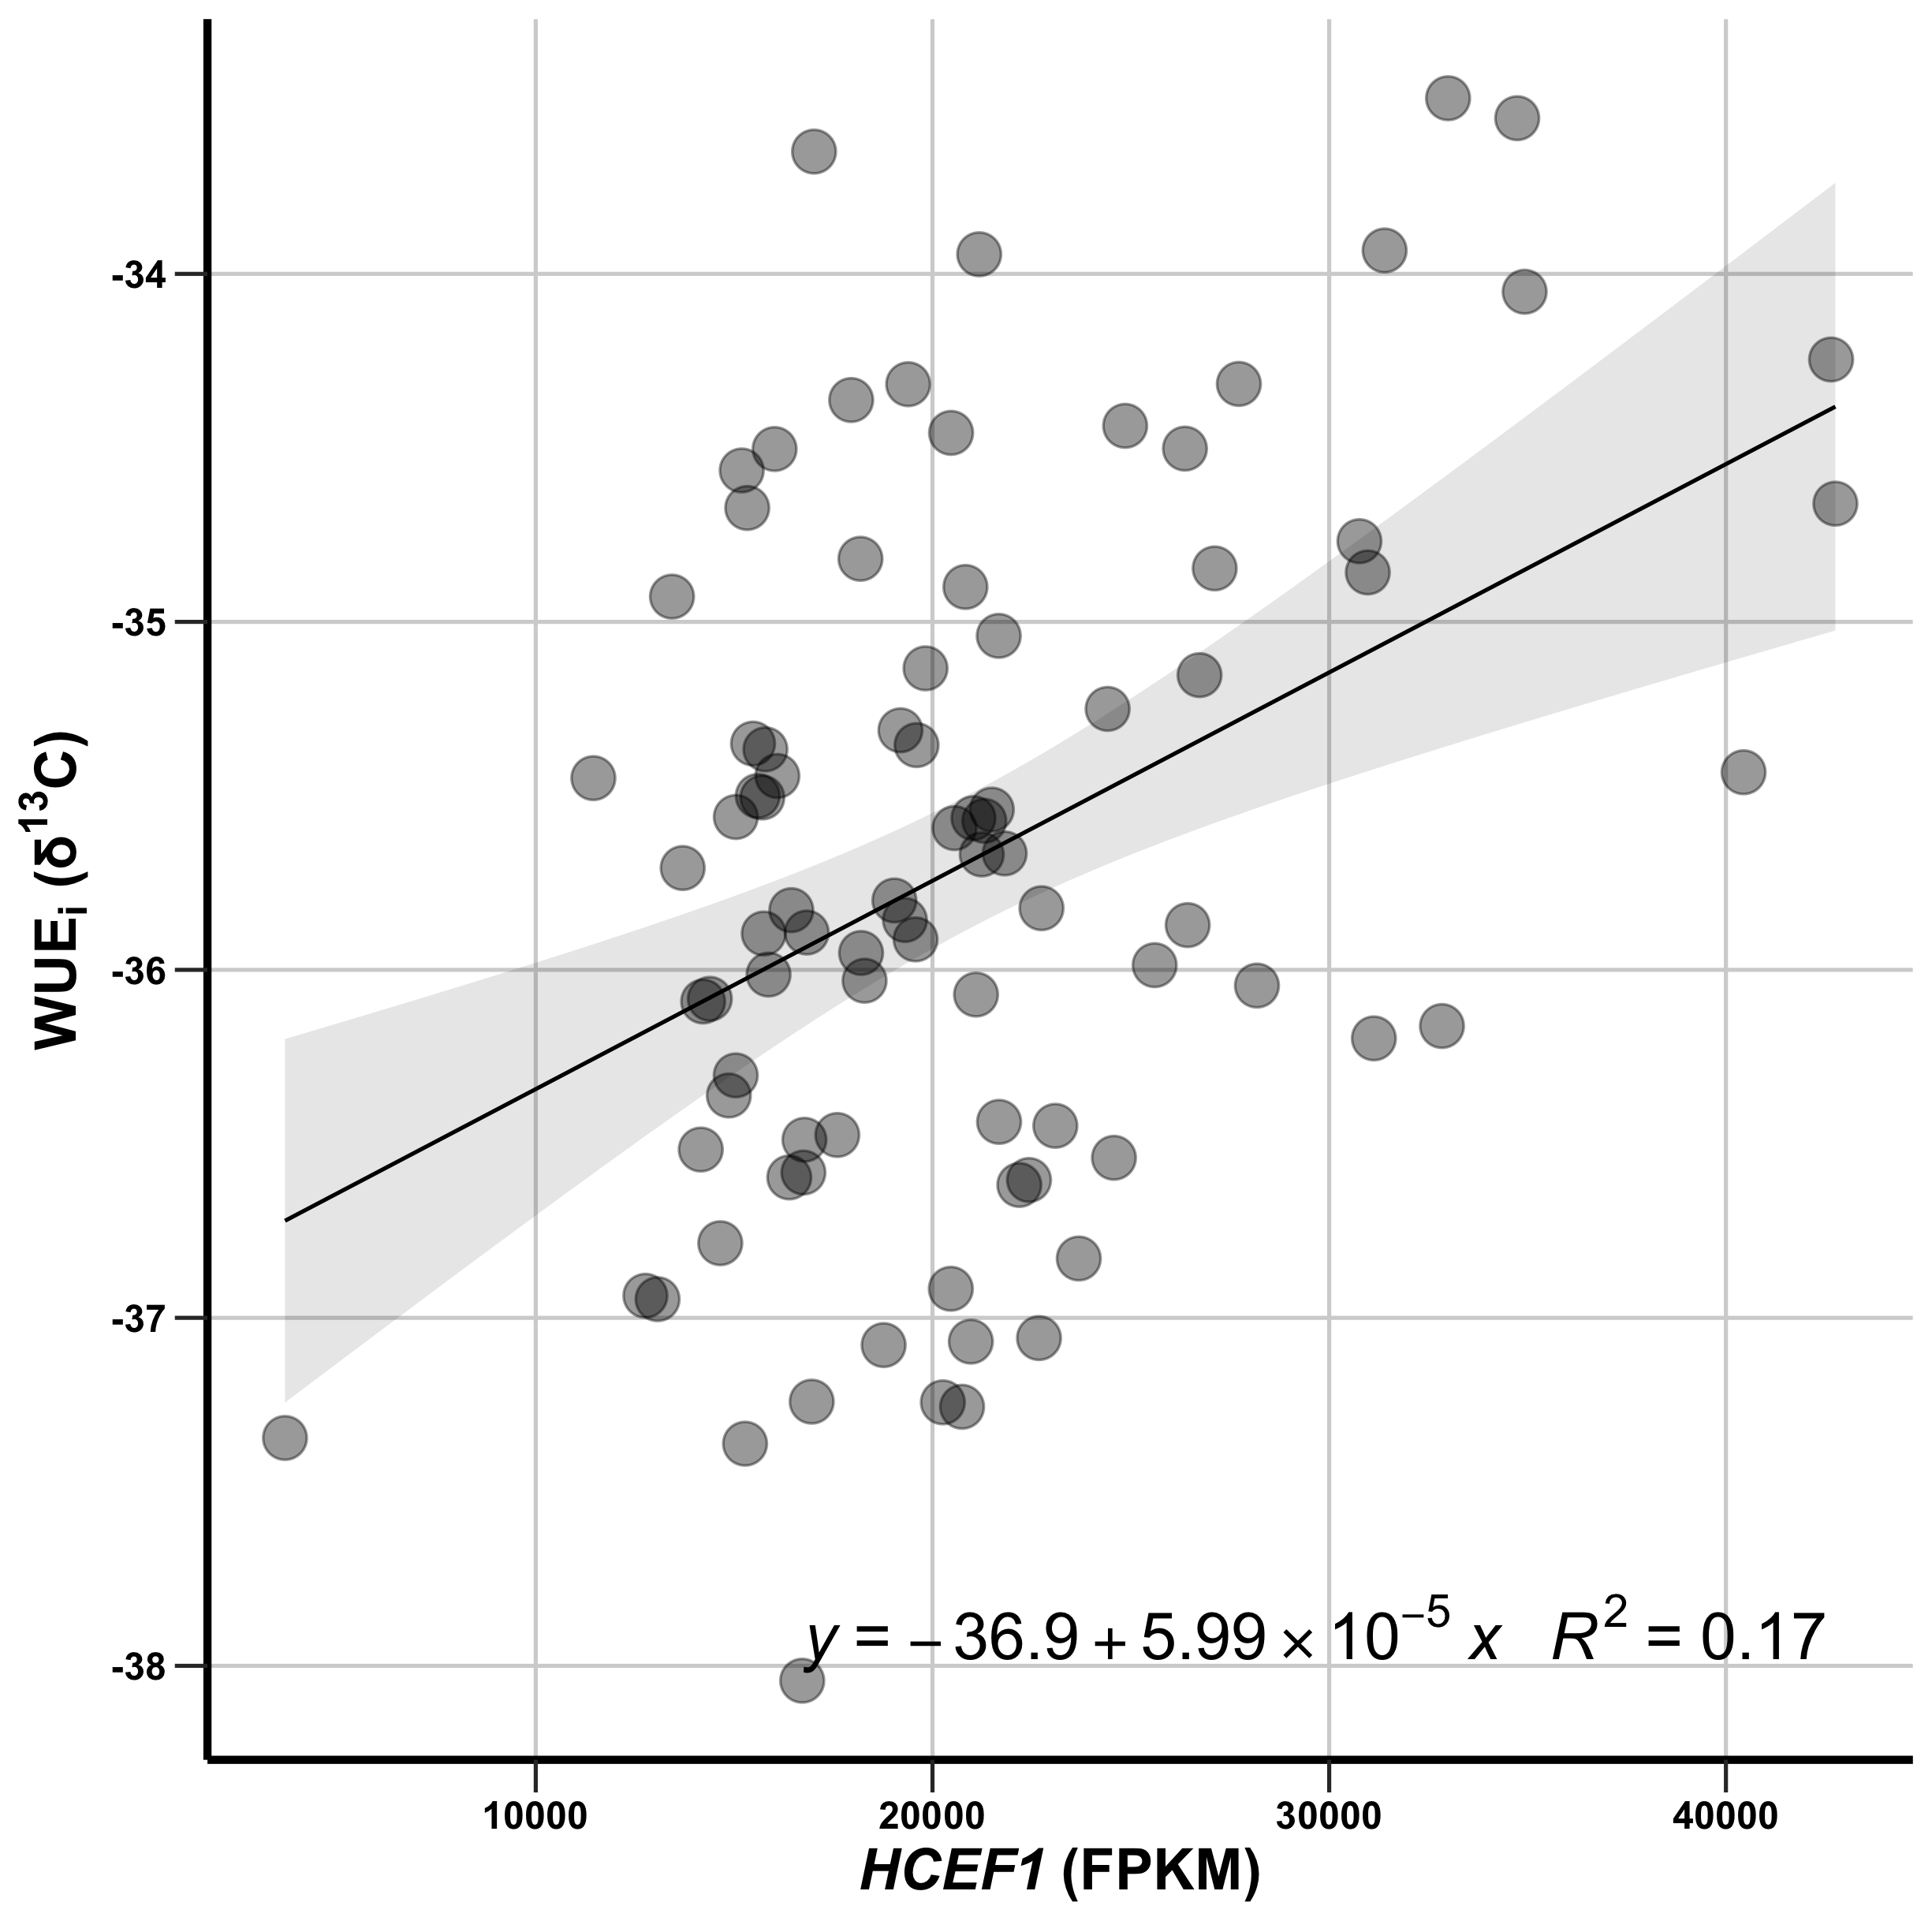 -34
-35
-36
-37
-38
WUEᵢ (δ¹³C)
y = −36.9 + 5.99 × 10⁻⁵ x R² = 0.17
10000 20000 30000 40000
HCEF1 (FPKM)